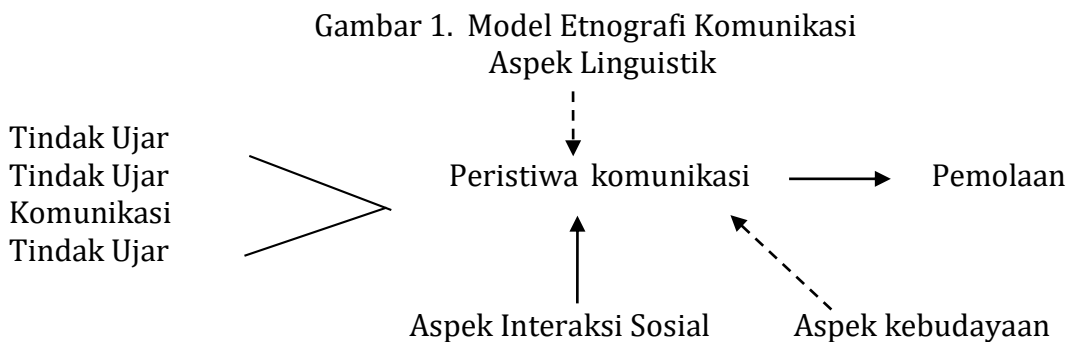 Gambar 1. Model Etnografi Komunikasi
Aspek Linguistik
Tindak Ujar
Tindak Ujar
Komunikasi
Tindak Ujar
Peristiwa komunikasi
Pemolaan
Aspek Interaksi Sosial
Aspek kebudayaan